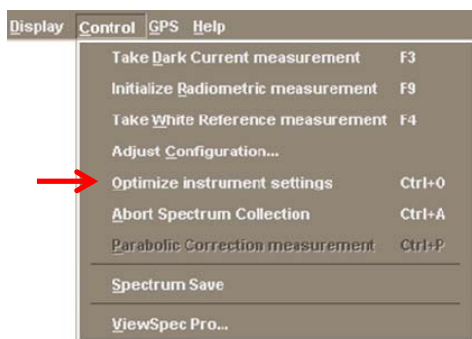 Display Control GPS Help
Take Dark Current measurement F3
Initialize Radiometric measurement F9
Take White Reference measurement F4
Adjust Configuration...
Optimize instrument settings Ctrl+O
Abort Spectrum Collection Ctrl+A
Parabolic Correction measurement Ctrl+P
Spectrum Save
ViewSpec Pro...